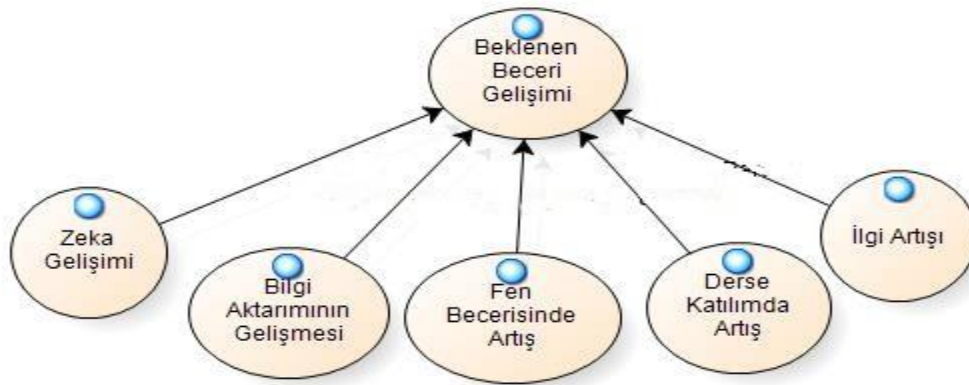 Beklenen
Beceri
Gelişimi
Zeka
Gelişimi
Bilgi
Aktarımının
Gelişmesi
Fen
Becerisinde
Artış
Derse
Katılımda
Artış
İlgi Artışı